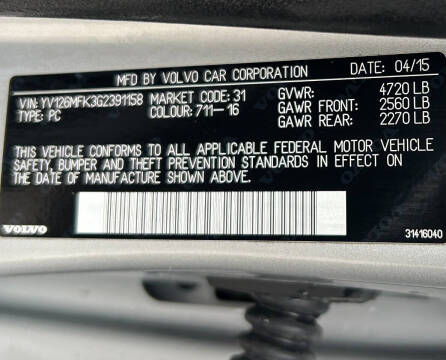 MFD BY VOLVO CAR CORPORATION DATE: 04/15
VIN: YV126MFK3G2391158 MARKET CODE: 31 GVWR: 4720 LB
TYPE: PC COLOUR: 711-16 GAWR FRONT: 2560 LB
GAWR REAR: 2270 LB
THIS VEHICLE CONFORMS TO ALL APPLICABLE FEDERAL MOTOR VEHICLE
SAFETY, BUMPER AND THEFT PREVENTION STANDARDS IN EFFECT ON
THE DATE OF MANUFACTURE SHOWN ABOVE.
VOLVO 31416040